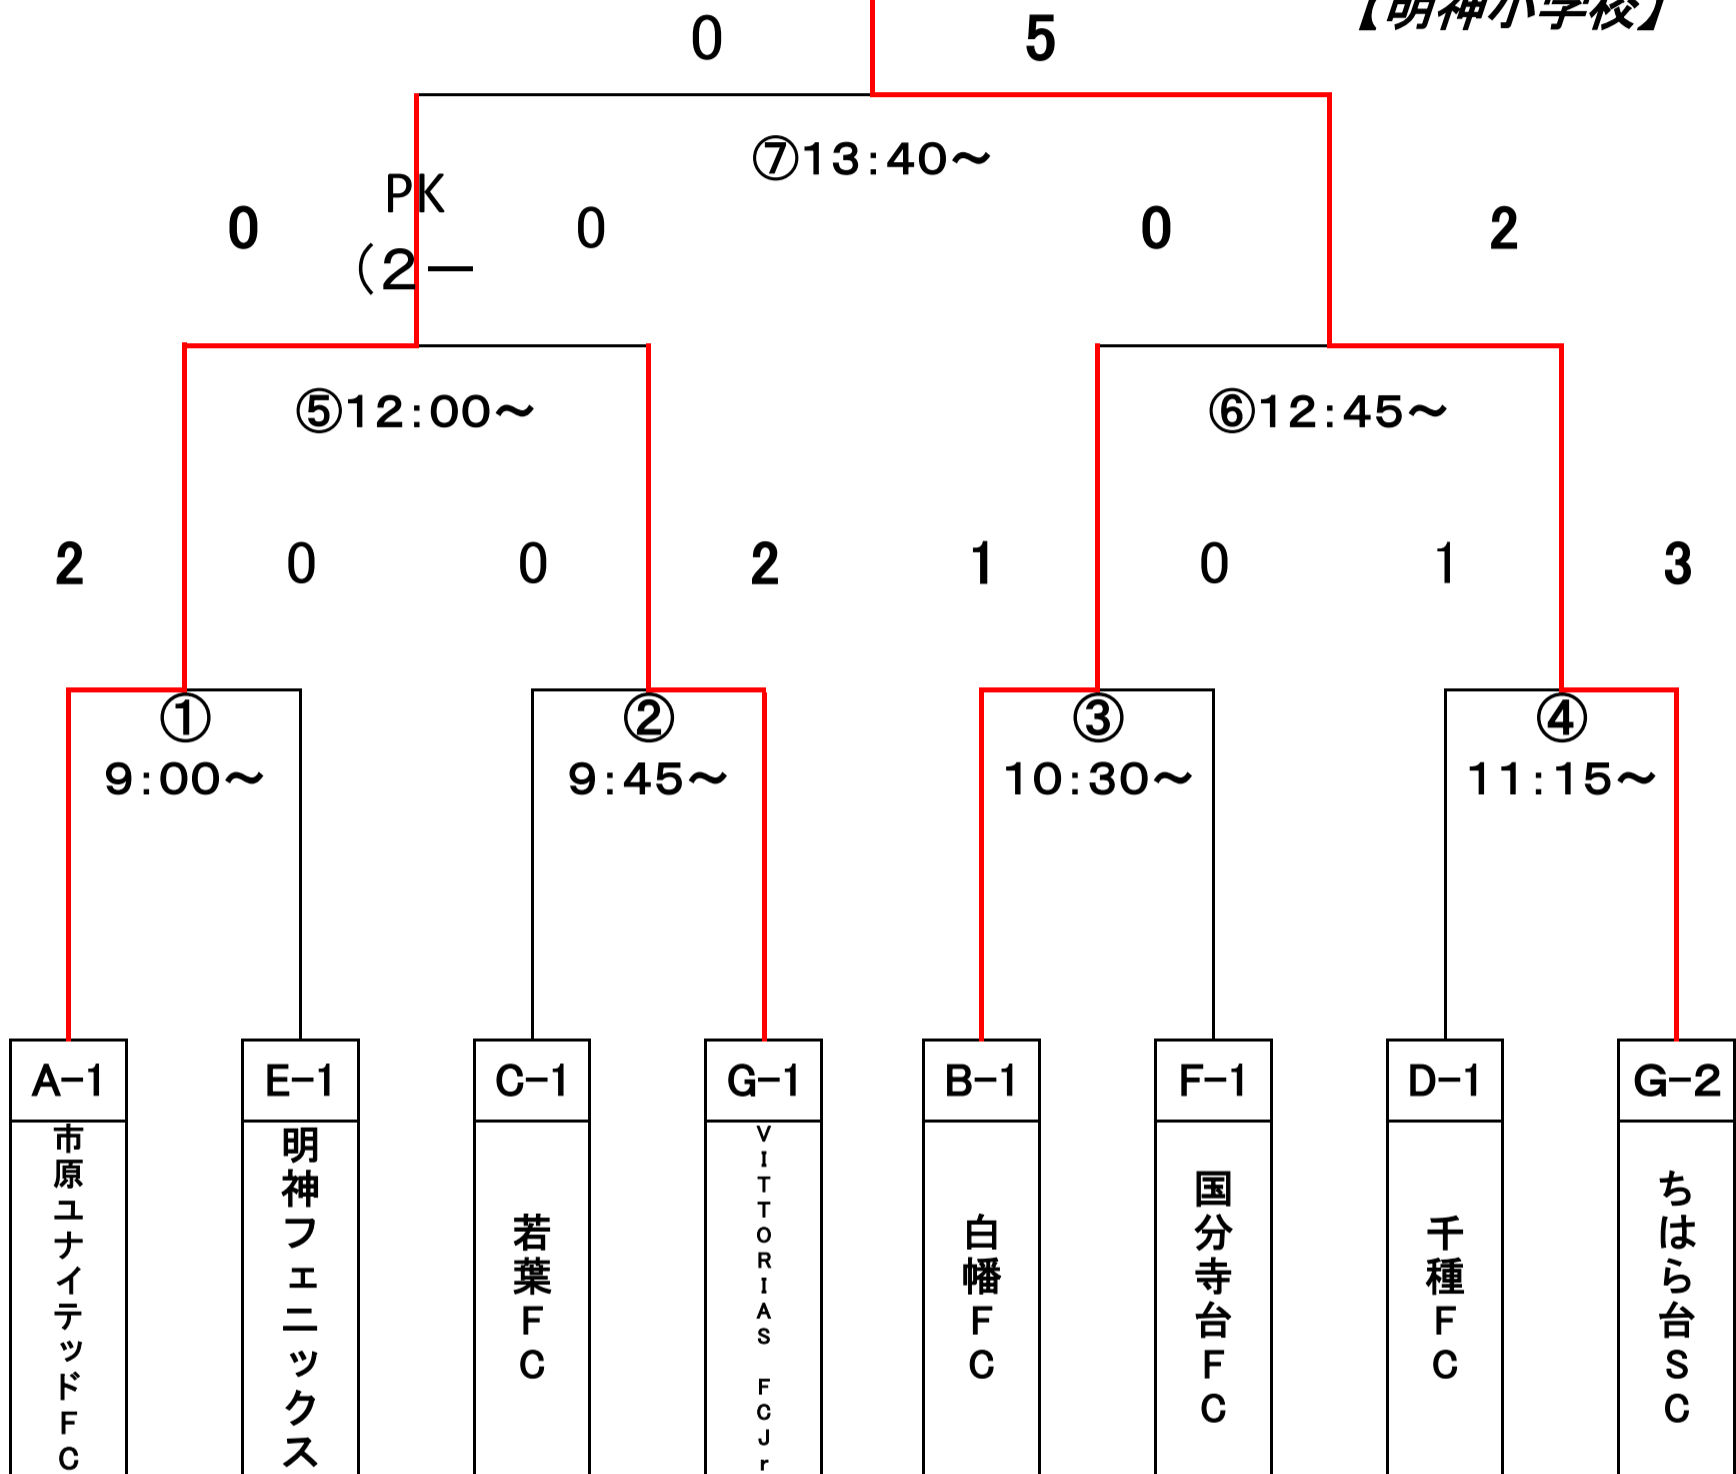 【明神小学校】
0 5
⑦13:40～
PK
0 0 0 2
（2－
⑤12:00～ ⑥12:45～
2 0 0 2 1 0 1 3
① ② ③ ④
9:00～ 9:45～ 10:30～ 11:15～
A-1 E-1 C-1 G-1 B-1 F-1 D-1 G-2
市原ユナイテッドFC
明神フェニックス
若葉FC
VITTORIAS FCJr
白幡FC
国分寺台FC
千種FC
ちはら台SC